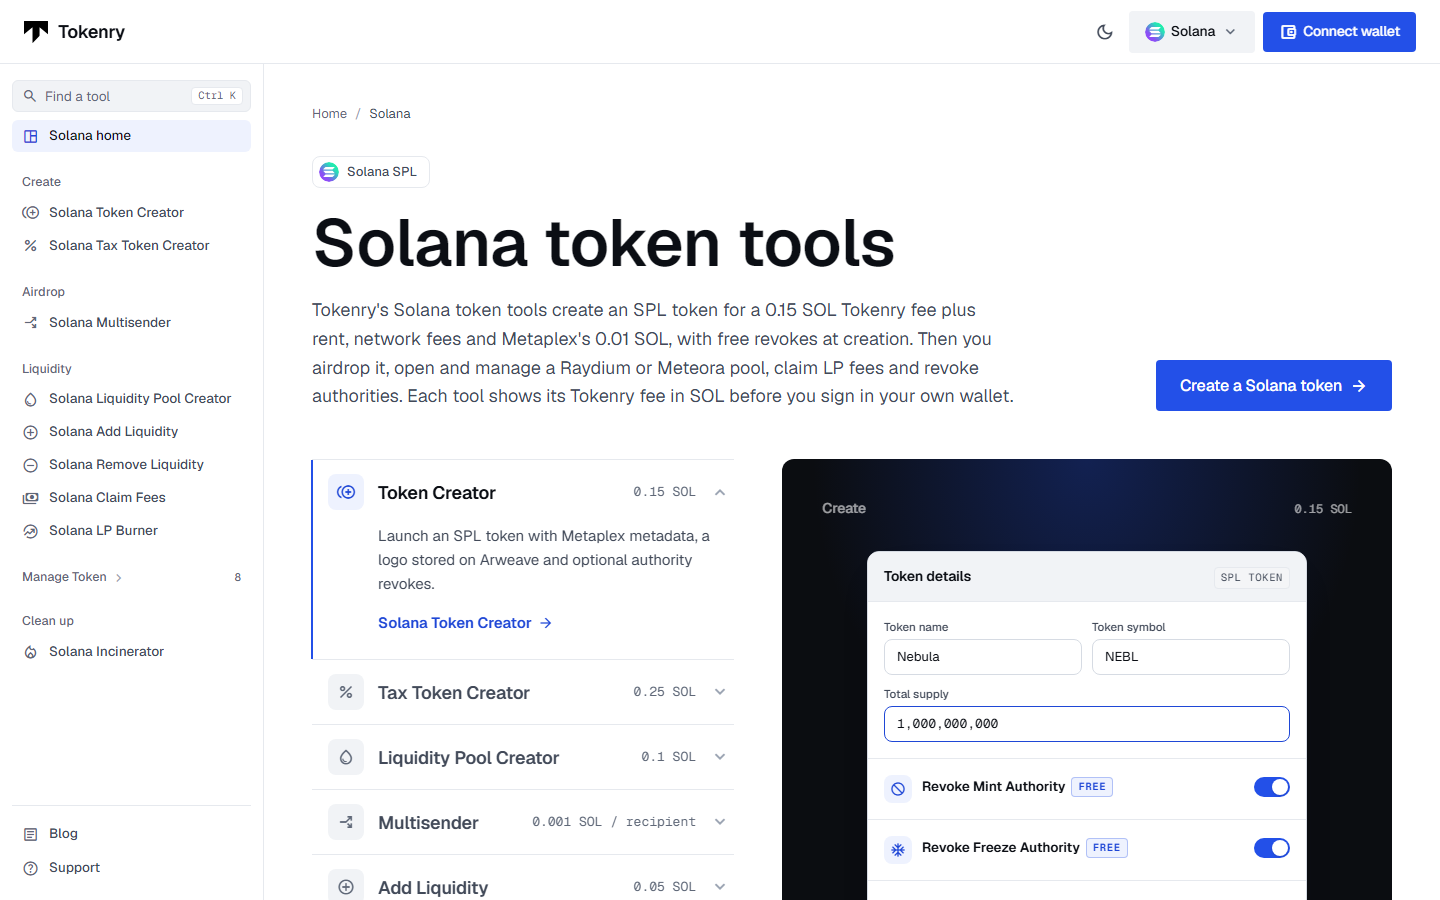 Tokenry
Solana
Connect wallet
Find a tool
Ctrl K
Solana home
Create
Solana Token Creator
Solana Tax Token Creator
Airdrop
Solana Multisender
Liquidity
Solana Liquidity Pool Creator
Solana Add Liquidity
Solana Remove Liquidity
Solana Claim Fees
Solana LP Burner
Manage Token
8
Clean up
Solana Incinerator
Blog
Support
Home / Solana
Solana SPL
Solana token tools
Tokenry's Solana token tools create an SPL token for a 0.15 SOL Tokenry fee plus
rent, network fees and Metaplex's 0.01 SOL, with free revokes at creation. Then you
airdrop it, open and manage a Raydium or Meteora pool, claim LP fees and revoke
authorities. Each tool shows its Tokenry fee in SOL before you sign in your own wallet.
Create a Solana token
Token Creator
0.15 SOL
Launch an SPL token with Metaplex metadata, a
logo stored on Arweave and optional authority
revokes.
Solana Token Creator
Tax Token Creator
0.25 SOL
Liquidity Pool Creator
0.1 SOL
Multisender
0.001 SOL / recipient
Add Liquidity
0.05 SOL
Create
0.15 SOL
Token details
SPL TOKEN
Token name
Token symbol
Nebula
NEBL
Total supply
1,000,000,000
Revoke Mint Authority
FREE
Revoke Freeze Authority
FREE